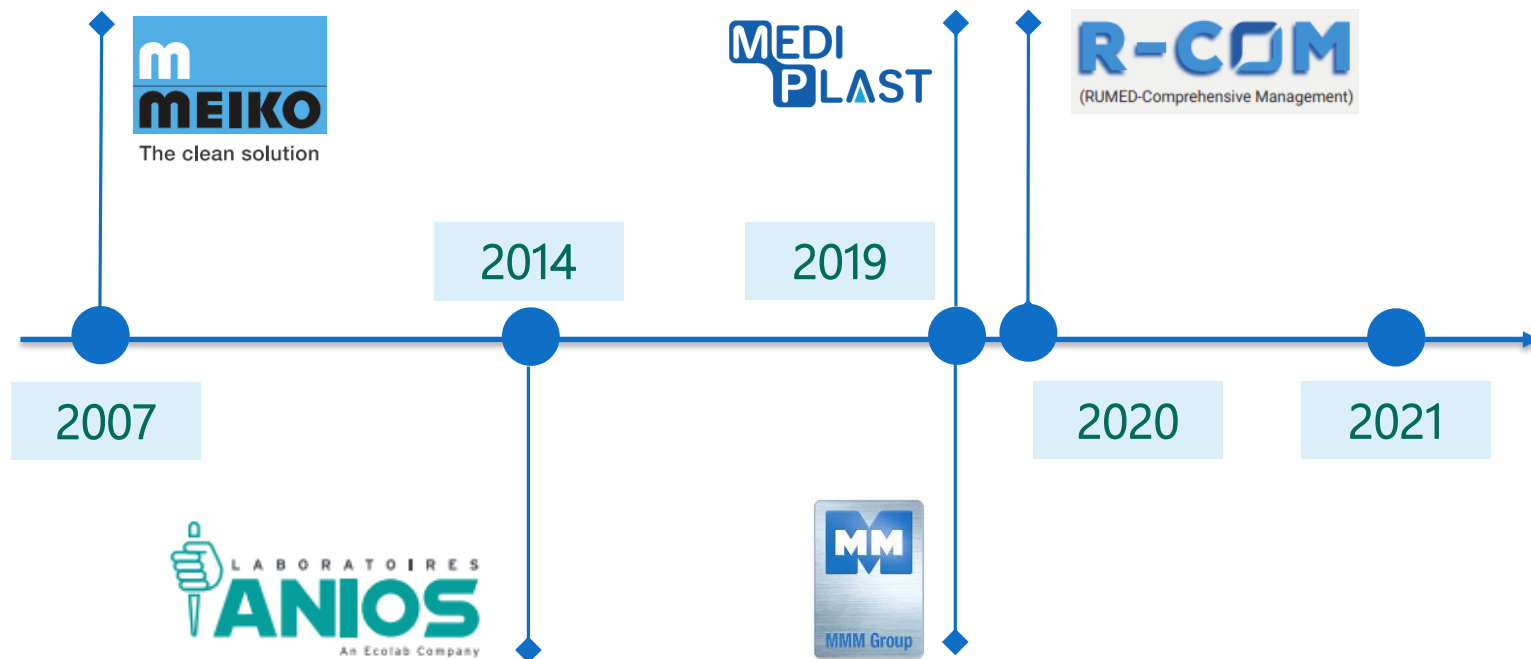 m
MEIKO
The clean solution
MEDI
PLAST
R-COM
(RUMED-Comprehensive Management)
2014
2019
2007
2020
2021
LABORATOIRES
ANIOS
An Ecolab Company
MM
MMM Group